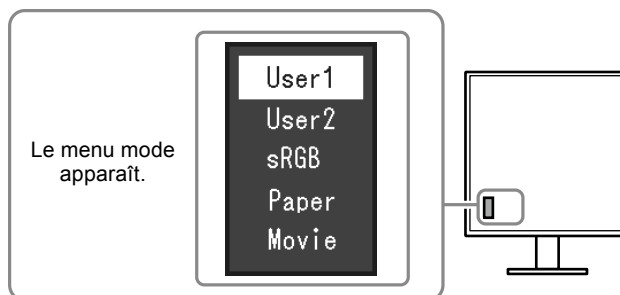 Le menu mode
apparaît.
User1
User2
sRGB
Paper
Movie